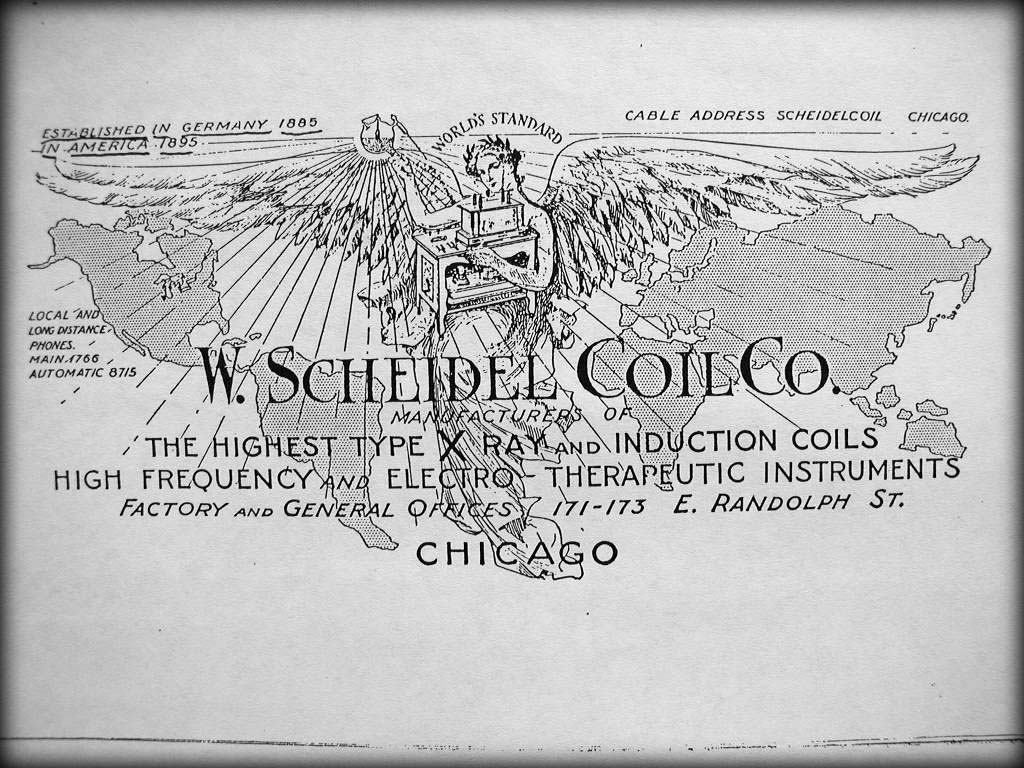 ESTABLISHED IN GERMANY 1885
IN AMERICA 1895
WORLD'S STANDARD
CABLE ADDRESS SCHEIDELCOIL CHICAGO.
LOCAL AND
LONG DISTANCE
PHONES.
MAIN.1766
AUTOMATIC 8715
W. SCHEIDEL COIL CO.
MANUFACTURERS OF
THE HIGHEST TYPE X RAY AND INDUCTION COILS
HIGH FREQUENCY AND ELECTRO-THERAPEUTIC INSTRUMENTS
FACTORY AND GENERAL OFFICES 171-173 E. RANDOLPH ST.
CHICAGO